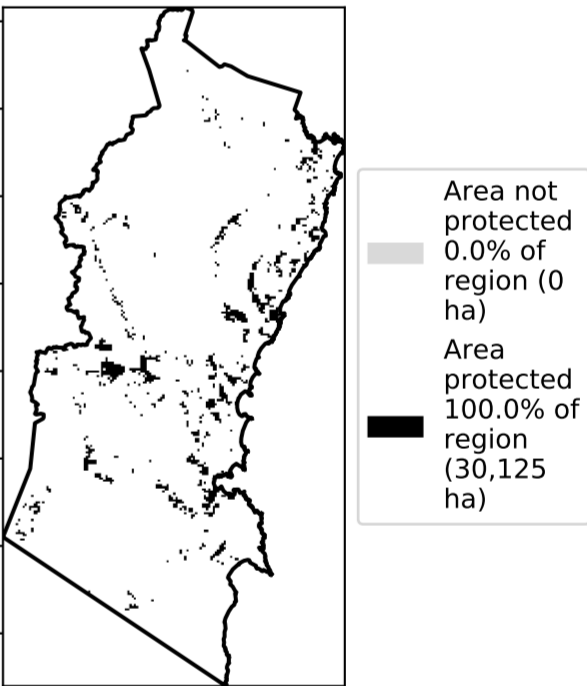 Area not
protected
0.0% of
region (0
ha)
Area
protected
100.0% of
region
(30,125
ha)